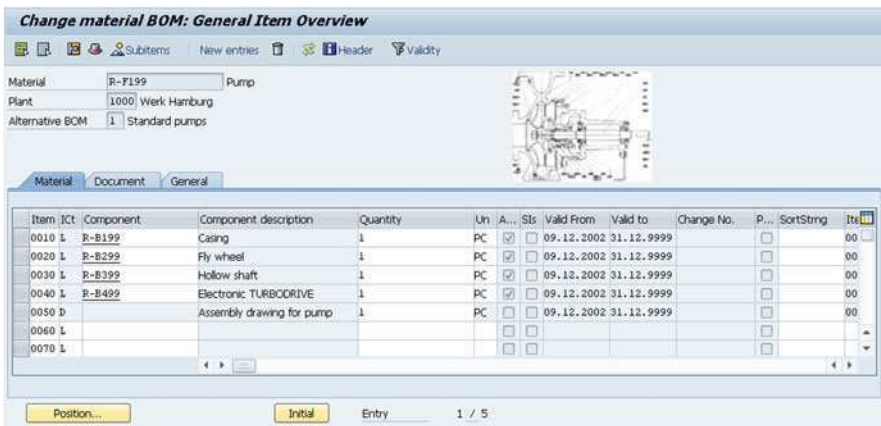 Change material BOM: General Item Overview
Subitems New entries Header Validity
Material R-F199 Pump
Plant 1000 Werk Hamburg
Alternative BOM 1 Standard pumps
Material Document General
Item ICt Component Component description Quantity Un A... SIs Valid From Valid to Change No. P... SortStrng Ite
0010 L R-B199 Casing 1 PC 09.12.2002 31.12.9999 00
0020 L R-B299 Fly wheel 1 PC 09.12.2002 31.12.9999 00
0030 L R-B399 Hollow shaft 1 PC 09.12.2002 31.12.9999 00
0040 L R-B499 Electronic TURBODRIVE 1 PC 09.12.2002 31.12.9999 00
0050 D Assembly drawing for pump 1 PC 09.12.2002 31.12.9999 00
0060 L
0070 L
Position... Initial Entry 1 / 5